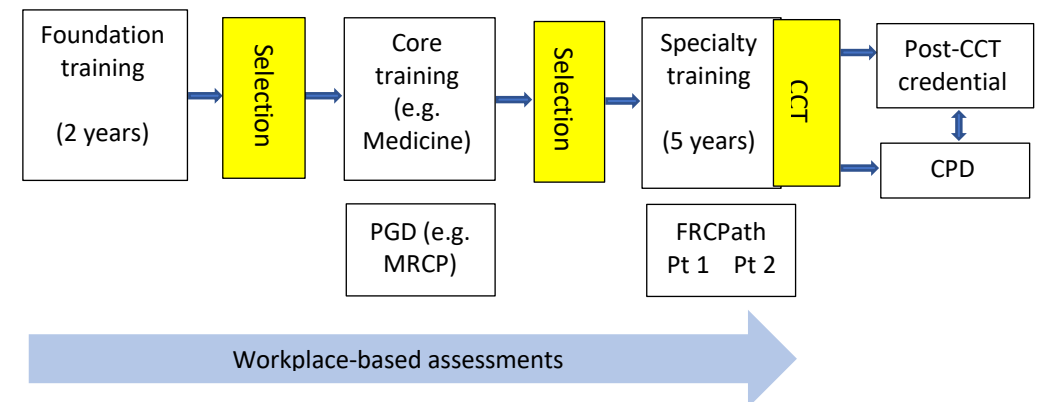 Foundation
training
(2 years)
Selection
Core
training
(e.g.
Medicine)
Selection
Specialty
training
(5 years)
CCT
Post-CCT
credential
CPD
PGD (e.g.
MRCP)
FRCPath
Pt 1 Pt 2
Workplace-based assessments